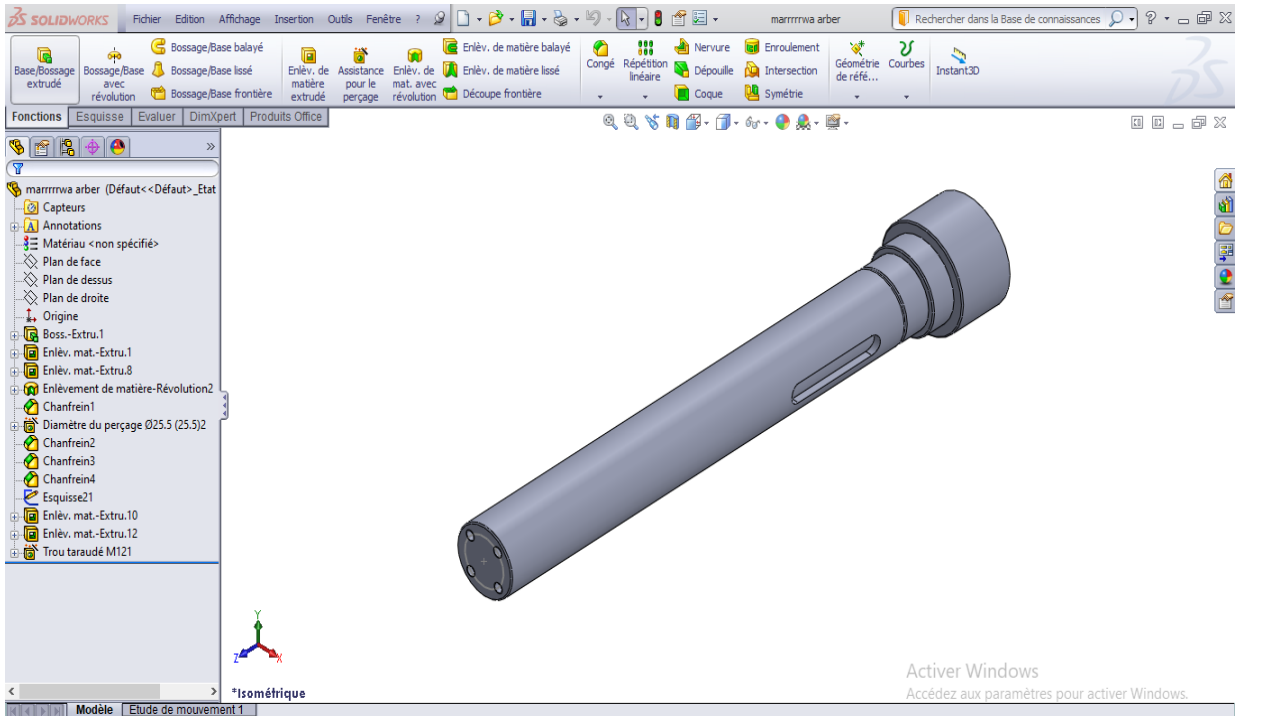 SOLIDWORKS Fichier Edition Affichage Insertion Outils Fenêtre ? marrrrrwa arber Rechercher dans la Base de connaissances ?
Base/Bossage extrudé
Bossage/Base avec révolution
Bossage/Base balayé
Bossage/Base lissé
Bossage/Base frontière
Enlèv. de matière extrudé
Assistance pour le perçage
Enlèv. de mat. avec révolution
Enlèv. de matière balayé
Enlèv. de matière lissé
Découpe frontière
Congé
Répétition linéaire
Nervure
Dépouille
Coque
Enroulement
Intersection
Symétrie
Géométrie de réfé...
Courbes
Instant3D
Fonctions Esquisse Evaluer DimXpert Produits Office
marrrrrwa arber (Défaut<<Défaut>_Etat
Capteurs
Annotations
Matériau <non spécifié>
Plan de face
Plan de dessus
Plan de droite
Origine
Boss.-Extru.1
Enlèv. mat.-Extru.1
Enlèv. mat.-Extru.8
Enlèvement de matière-Révolution2
Chanfrein1
Diamètre du perçage Ø25.5 (25.5)2
Chanfrein2
Chanfrein3
Chanfrein4
Esquisse21
Enlèv. mat.-Extru.10
Enlèv. mat.-Extru.12
Trou taraudé M121
Y
Z X
*Isométrique
Activer Windows
Accédez aux paramètres pour activer Windows.
Modèle Etude de mouvement 1